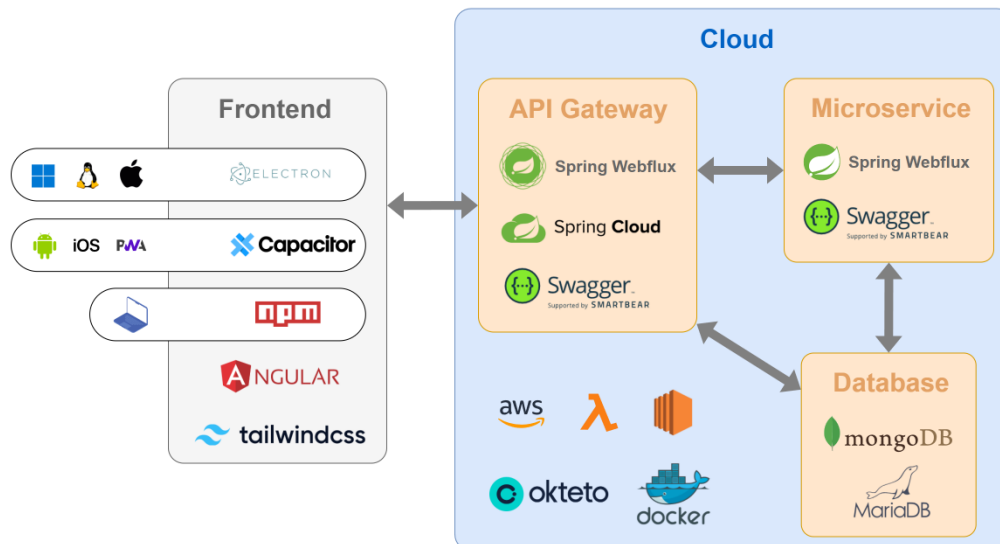 Cloud
Frontend
API Gateway
Microservice
ELECTRON
Spring Webflux
Spring Webflux
iOS
PWA
Capacitor
Spring Cloud
Swagger
Supported by SMARTBEAR
Swagger
Supported by SMARTBEAR
npm
ANGULAR
tailwindcss
aws
okteto
docker
Database
mongoDB
MariaDB